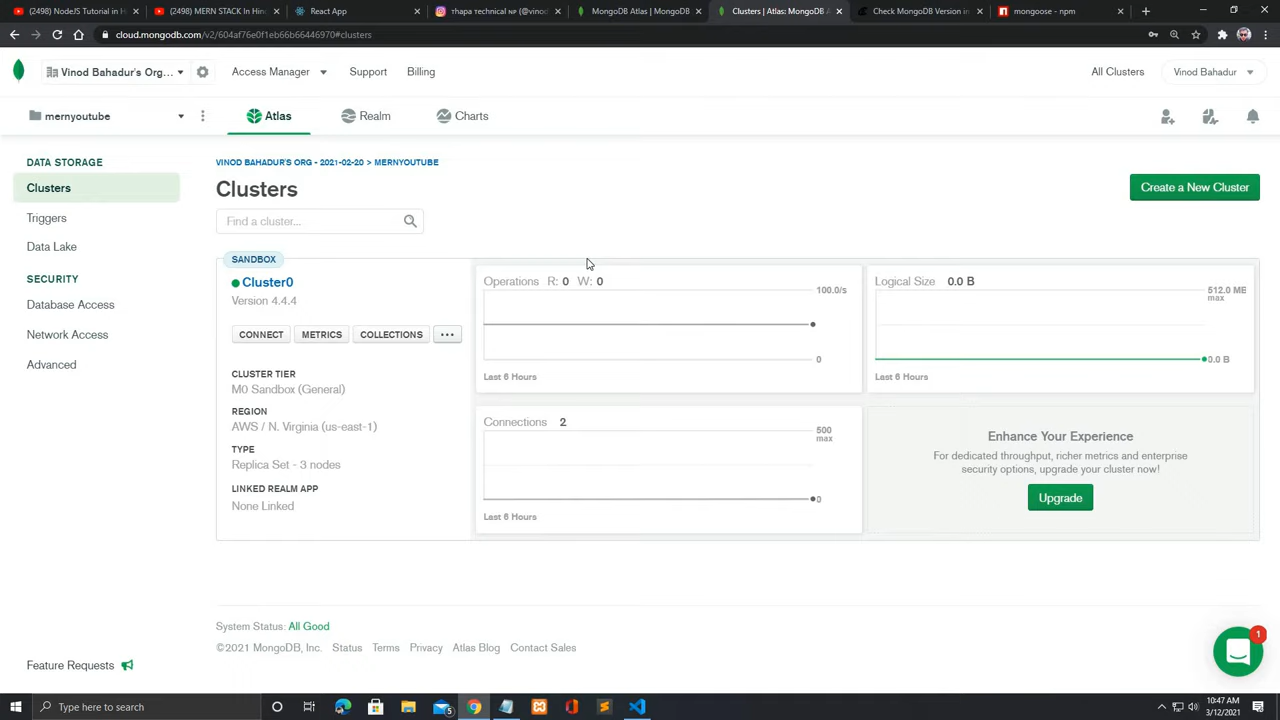 (2498) NodeJS Tutorial in H
(2498) MERN STACK In Hindi
React App
thapa technical ɴᴘ (@vinod
MongoDB Atlas | MongoDB
Clusters | Atlas: MongoDB A
Check MongoDB Version in
mongoose - npm
cloud.mongodb.com/v2/604af76e0f1eb66b66446970#clusters
Vinod Bahadur's Org...
Access Manager
Support
Billing
All Clusters
Vinod Bahadur
mernyoutube
Atlas
Realm
Charts
DATA STORAGE
Clusters
Triggers
Data Lake
SECURITY
Database Access
Network Access
Advanced
VINOD BAHADUR'S ORG - 2021-02-20 > MERNYOUTUBE
Clusters
Create a New Cluster
Find a cluster...
SANDBOX
Cluster0
Version 4.4.4
CONNECT
METRICS
COLLECTIONS
...
CLUSTER TIER
M0 Sandbox (General)
REGION
AWS / N. Virginia (us-east-1)
TYPE
Replica Set - 3 nodes
LINKED REALM APP
None Linked
Operations R: 0 W: 0
100.0/s
0
Last 6 Hours
Logical Size 0.0 B
512.0 MB
max
0.0 B
Last 6 Hours
Connections 2
500
max
0
Last 6 Hours
Enhance Your Experience
For dedicated throughput, richer metrics and enterprise
security options, upgrade your cluster now!
Upgrade
System Status: All Good
©2021 MongoDB, Inc. Status Terms Privacy Atlas Blog Contact Sales
Feature Requests
1
Type here to search
5
10:47 AM
3/12/2021